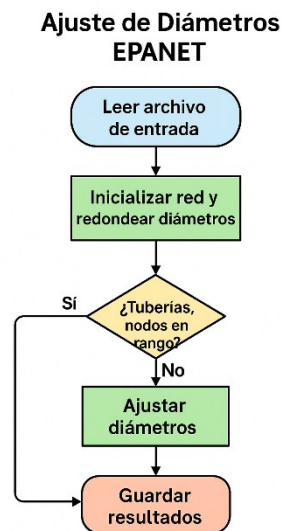 Ajuste de Diámetros
EPANET
Leer archivo
de entrada
Inicializar red y
redondear diámetros
Sí
¿Tuberías,
nodos en
rango?
No
Ajustar
diámetros
Guardar
resultados